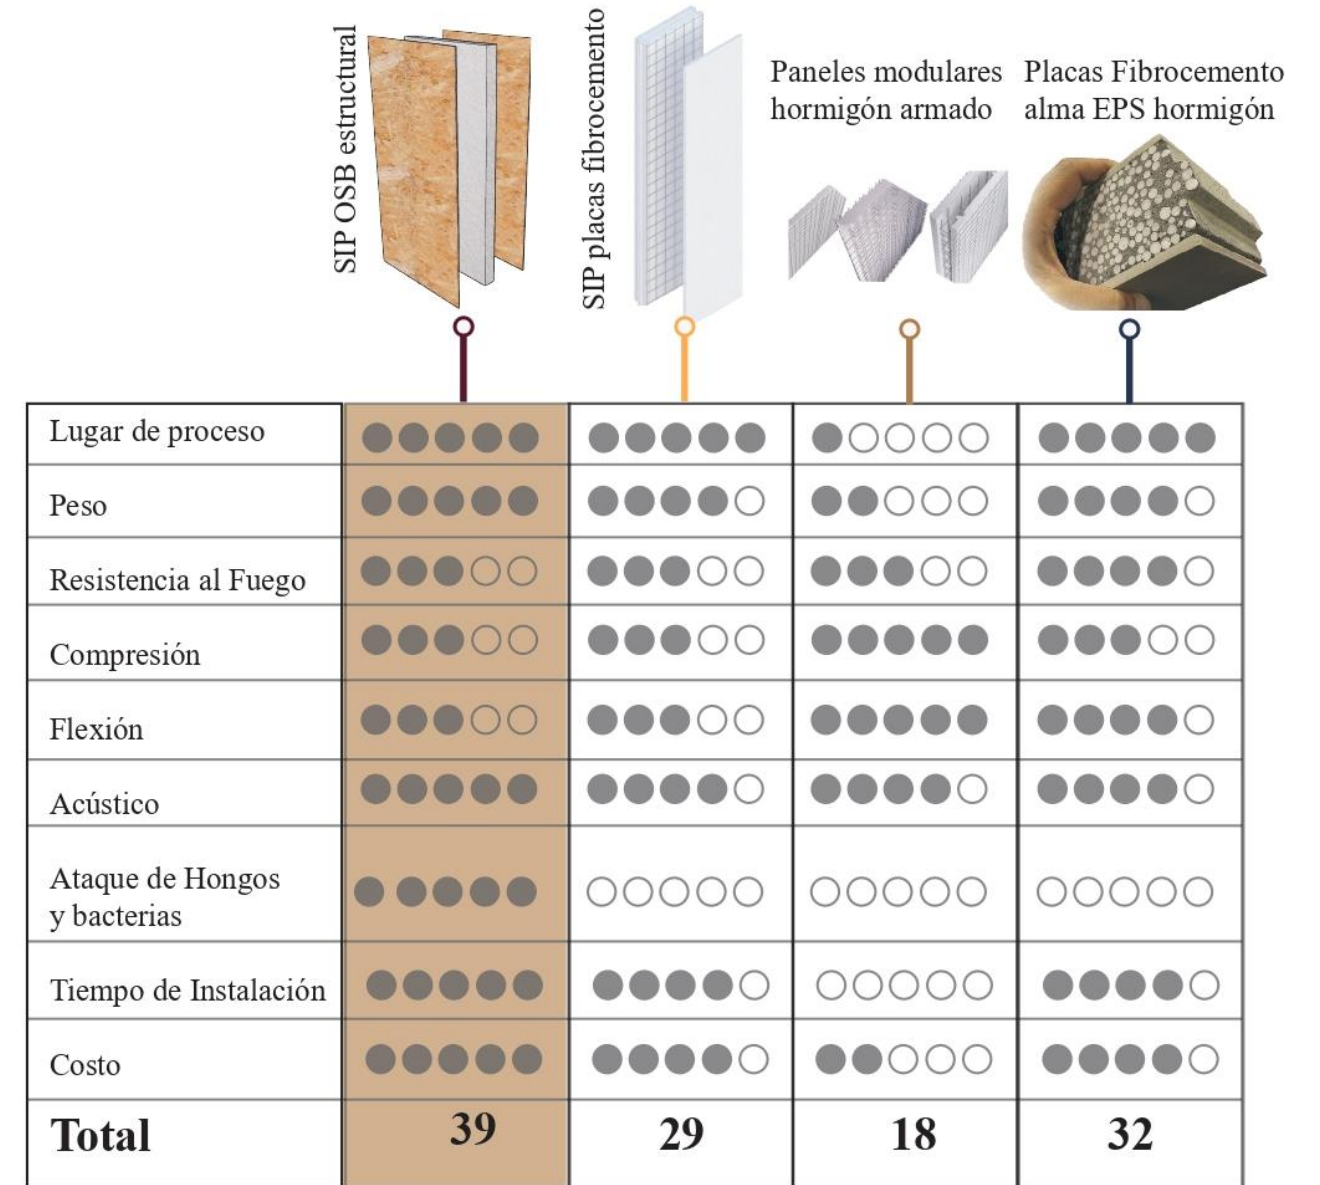 SIP OSB estructural
SIP placas fibrocemento
Paneles modulares
hormigón armado
Placas Fibrocemento
alma EPS hormigón
Lugar de proceso
Peso
Resistencia al Fuego
Compresión
Flexión
Acústico
Ataque de Hongos
y bacterias
Tiempo de Instalación
Costo
Total 39 29 18 32